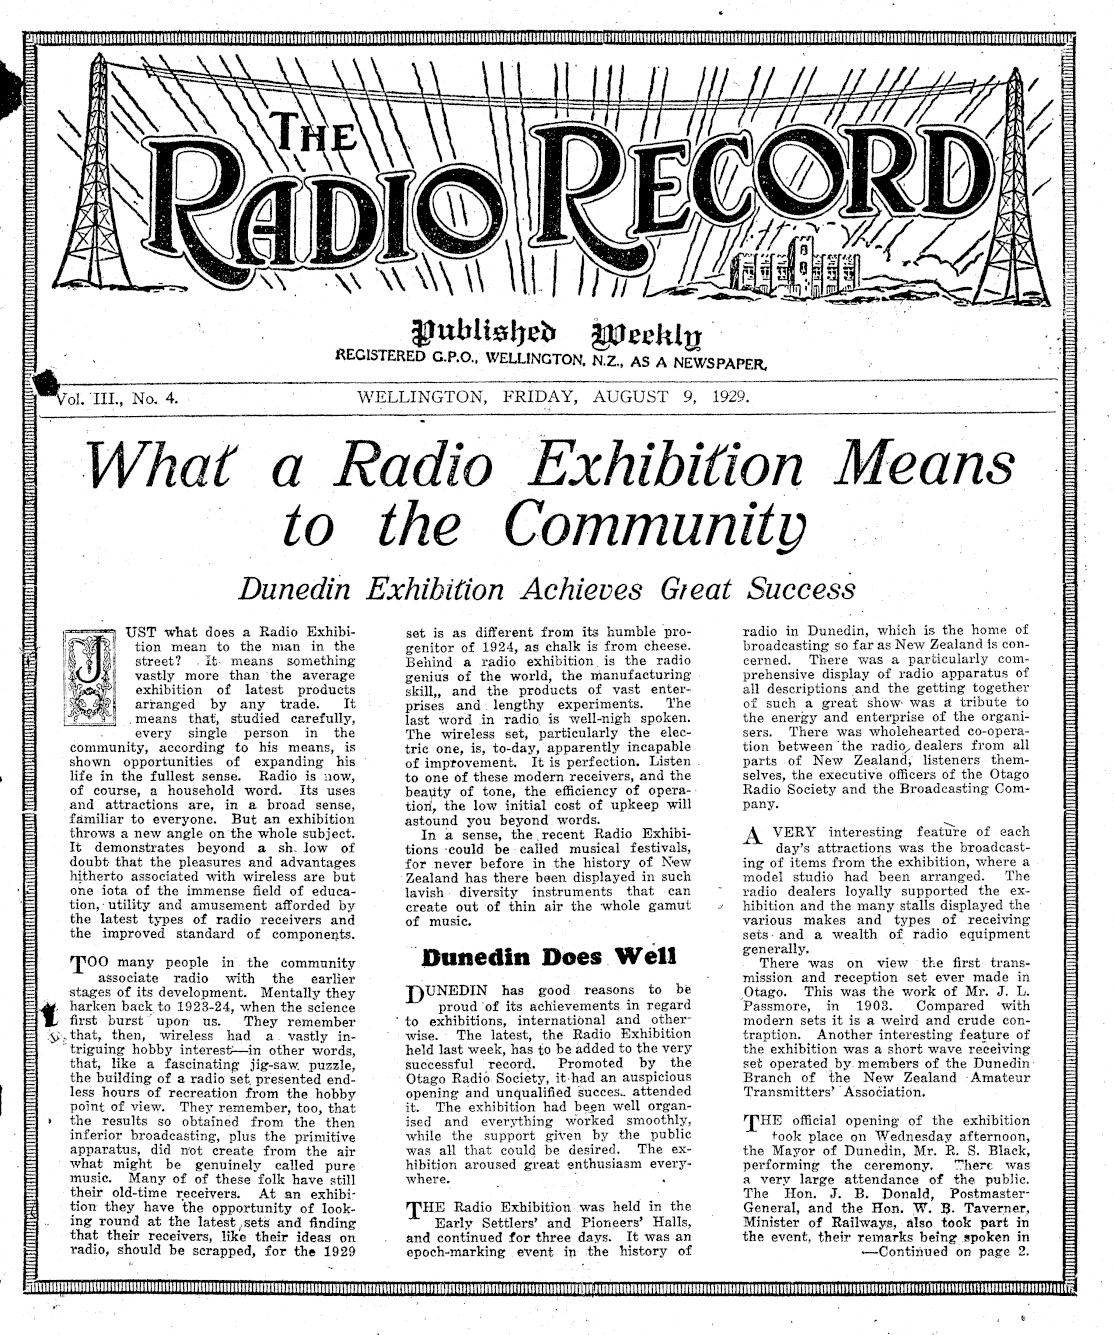 THE
RADIO RECORD
Published Weekly
REGISTERED G.P.O., WELLINGTON, N.Z., AS A NEWSPAPER,
Vol. III., No. 4.
WELLINGTON, FRIDAY, AUGUST 9, 1929.
What a Radio Exhibition Means
to the Community
Dunedin Exhibition Achieves Great Success
JUST what does a Radio Exhibi-
tion mean to the man in the
street? It means something
vastly more than the average
exhibition of latest products
arranged by any trade. It
means that, studied carefully,
every single person in the
community, according to his means, is
shown opportunities of expanding his
life in the fullest sense. Radio is now,
of course, a household word. Its uses
and attractions are, in a broad sense,
familiar to everyone. But an exhibition
throws a new angle on the whole subject.
It demonstrates beyond a sh low of
doubt that the pleasures and advantages
hitherto associated with wireless are but
one iota of the immense field of educa-
tion, utility and amusement afforded by
the latest types of radio receivers and
the improved standard of components.
TOO many people in the community
associate radio with the earlier
stages of its development. Mentally they
harken back to 1923-24, when the science
first burst upon us. They remember
that, then, wireless had a vastly in-
triguing hobby interest—in other words,
that, like a fascinating jig-saw puzzle,
the building of a radio set presented end-
less hours of recreation from the hobby
point of view. They remember, too, that
the results so obtained from the then
inferior broadcasting, plus the primitive
apparatus, did not create from the air
what might be genuinely called pure
music. Many of of these folk have still
their old-time receivers. At an exhibi-
tion they have the opportunity of look-
ing round at the latest sets and finding
that their receivers, like their ideas on
radio, should be scrapped, for the 1929
set is as different from its humble pro-
genitor of 1924, as chalk is from cheese.
Behind a radio exhibition is the radio
genius of the world, the manufacturing
skill,, and the products of vast enter-
prises and lengthy experiments. The
last word in radio is well-nigh spoken.
The wireless set, particularly the elec-
tric one, is, to-day, apparently incapable
of improvement. It is perfection. Listen
to one of these modern receivers, and the
beauty of tone, the efficiency of opera-
tion, the low initial cost of upkeep will
astound you beyond words.
In a sense, the recent Radio Exhibi-
tions could be called musical festivals,
for never before in the history of New
Zealand has there been displayed in such
lavish diversity instruments that can
create out of thin air the whole gamut
of music.
Dunedin Does Well
DUNEDIN has good reasons to be
proud of its achievements in regard
to exhibitions, international and other-
wise. The latest, the Radio Exhibition
held last week, has to be added to the very
successful record. Promoted by the
Otago Radio Society, it had an auspicious
opening and unqualified succes. attended
it. The exhibition had been well organ-
ised and everything worked smoothly,
while the support given by the public
was all that could be desired. The ex-
hibition aroused great enthusiasm every-
where.
THE Radio Exhibition was held in the
Early Settlers' and Pioneers' Halls,
and continued for three days. It was an
epoch-marking event in the history of
radio in Dunedin, which is the home of
broadcasting so far as New Zealand is con-
cerned. There was a particularly com-
prehensive display of radio apparatus of
all descriptions and the getting together
of such a great show was a tribute to
the energy and enterprise of the organi-
sers. There was wholehearted co-opera-
tion between the radio dealers from all
parts of New Zealand, listeners them-
selves, the executive officers of the Otago
Radio Society and the Broadcasting Com-
pany.
A VERY interesting feature of each
day's attractions was the broadcast-
ing of items from the exhibition, where a
model studio had been arranged. The
radio dealers loyally supported the ex-
hibition and the many stalls displayed the
various makes and types of receiving
sets and a wealth of radio equipment
generally.
There was on view the first trans-
mission and reception set ever made in
Otago. This was the work of Mr. J. L.
Passmore, in 1903. Compared with
modern sets it is a weird and crude con-
traption. Another interesting feature of
the exhibition was a short wave receiving
set operated by members of the Dunedin
Branch of the New Zealand Amateur
Transmitters' Association.
THE official opening of the exhibition
took place on Wednesday afternoon,
the Mayor of Dunedin, Mr. R. S. Black,
performing the ceremony. There was
a very large attendance of the public.
The Hon. J. B. Donald, Postmaster-
General, and the Hon. W. B. Taverner,
Minister of Railways, also took part in
the event, their remarks being spoken in
—Continued on page 2.